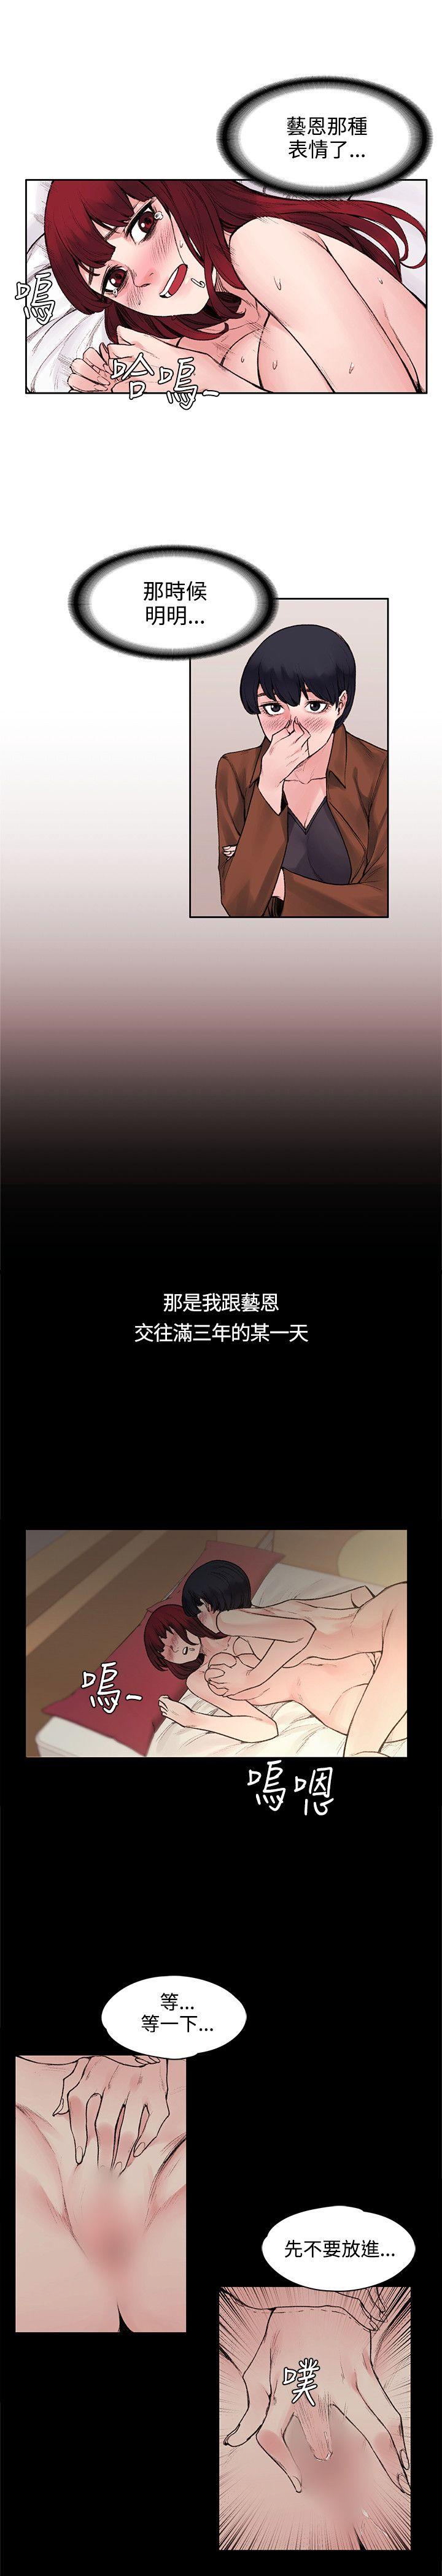 藝恩那種
表情了...
嗚
哈嗚~
那時候
明明...
那是我跟藝恩
交往滿三年的某一天
嗚~
嗚嗯
等...
等一下...
先不要放進...
噗